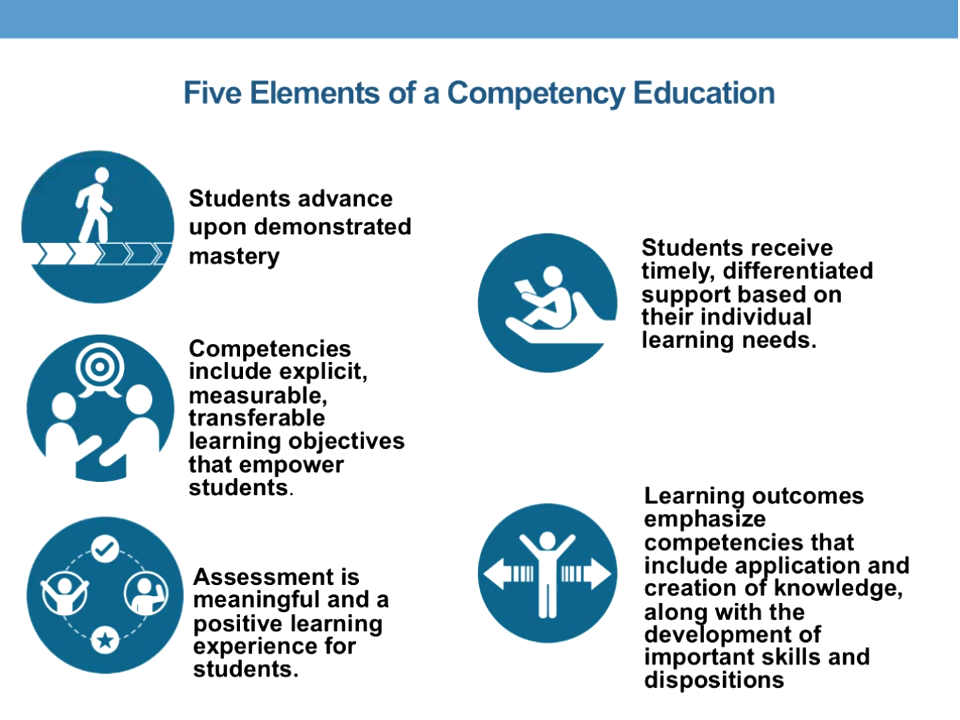 Five Elements of a Competency Education
Students advance
upon demonstrated
mastery
Competencies
include explicit,
measurable,
transferable
learning objectives
that empower
students.
Assessment is
meaningful and a
positive learning
experience for
students.
Students receive
timely, differentiated
support based on
their individual
learning needs.
Learning outcomes
emphasize
competencies that
include application and
creation of knowledge,
along with the
development of
important skills and
dispositions